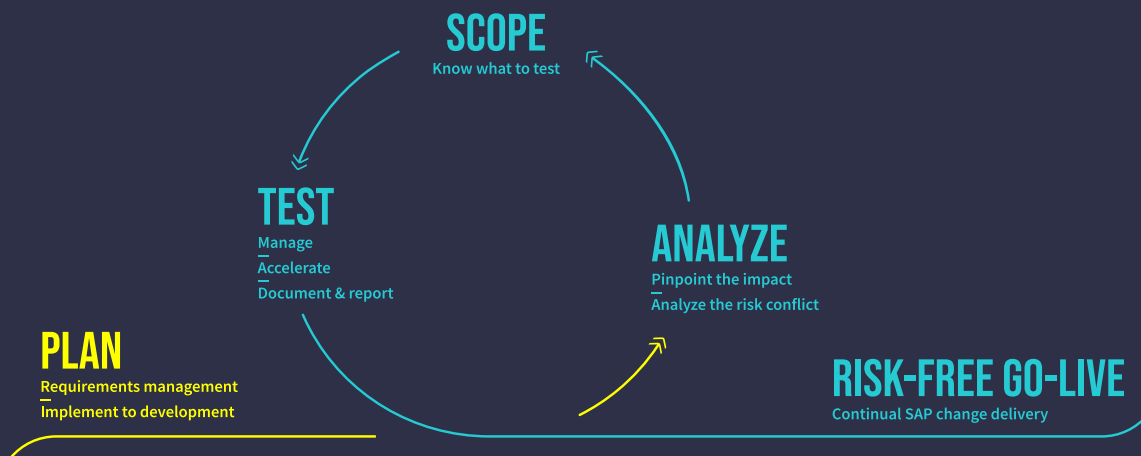 SCOPE
Know what to test
TEST
Manage
Accelerate
Document & report
ANALYZE
Pinpoint the impact
Analyze the risk conflict
PLAN
Requirements management
Implement to development
RISK-FREE GO-LIVE
Continual SAP change delivery